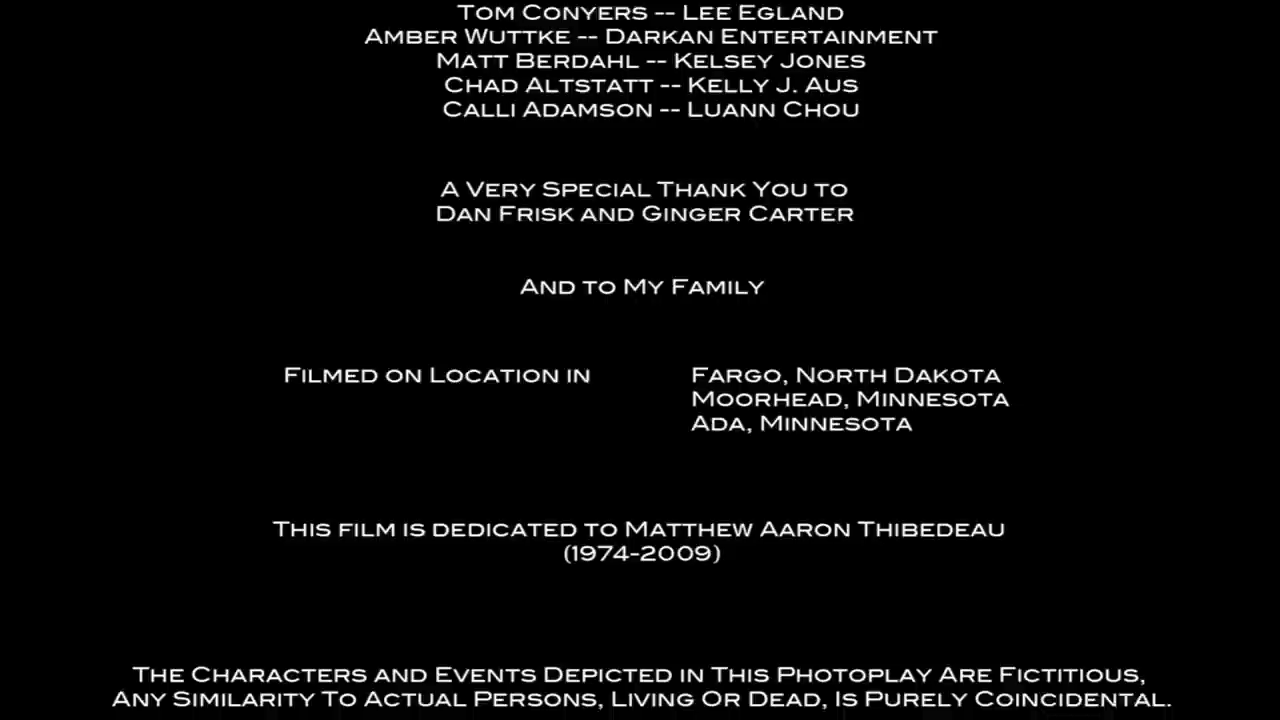 Tom Conyers -- Lee Egland
Amber Wuttke -- Darkan Entertainment
Matt Berdahl -- Kelsey Jones
Chad Altstatt -- Kelly J. Aus
Calli Adamson -- Luann Chou
A Very Special Thank You to
Dan Frisk and Ginger Carter
And to My Family
Filmed on Location in Fargo, North Dakota
Moorhead, Minnesota
Ada, Minnesota
This film is dedicated to Matthew Aaron Thibedeau
(1974-2009)
The Characters and Events Depicted in This Photoplay Are Fictitious,
Any Similarity To Actual Persons, Living Or Dead, Is Purely Coincidental.